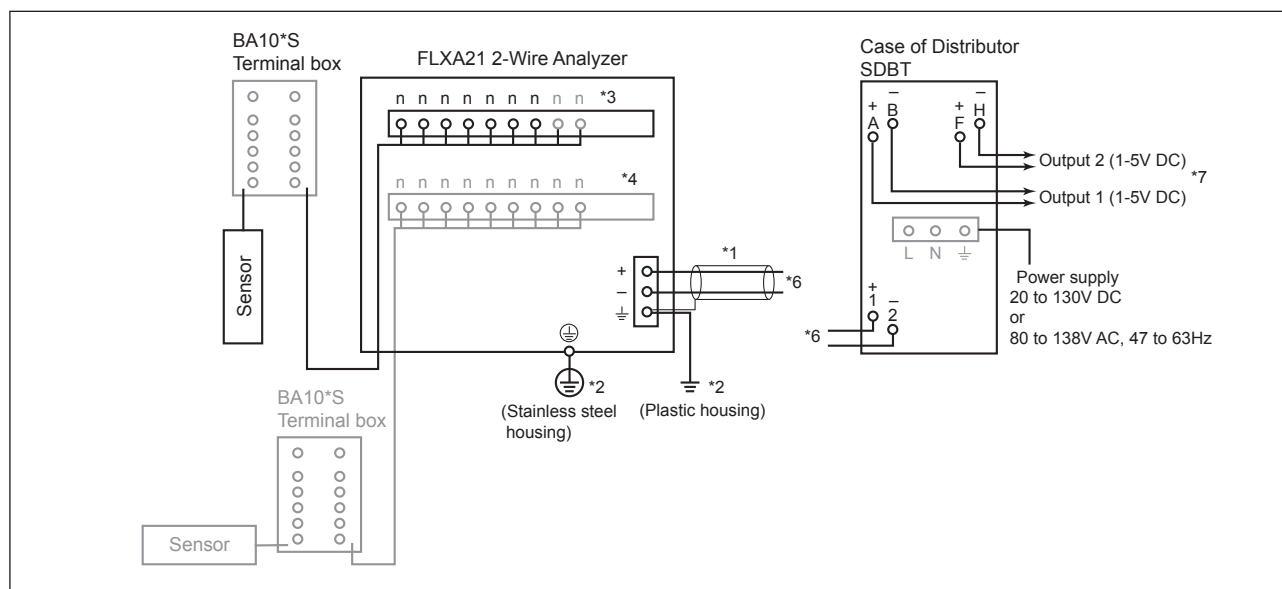 BA10*S
Terminal box
FLXA21 2-Wire Analyzer
n n n n n n n n *3
n n n n n n n n *4
Sensor
+
–
*1
*6
*2
(Stainless steel
housing)
*2
(Plastic housing)
BA10*S
Terminal box
Sensor
Case of Distributor
SDBT
+ – + –
A B F H
Output 2 (1-5V DC)
*7
Output 1 (1-5V DC)
L N
Power supply
20 to 130V DC
or
80 to 138V AC, 47 to 63Hz
+ –
1 2
*6